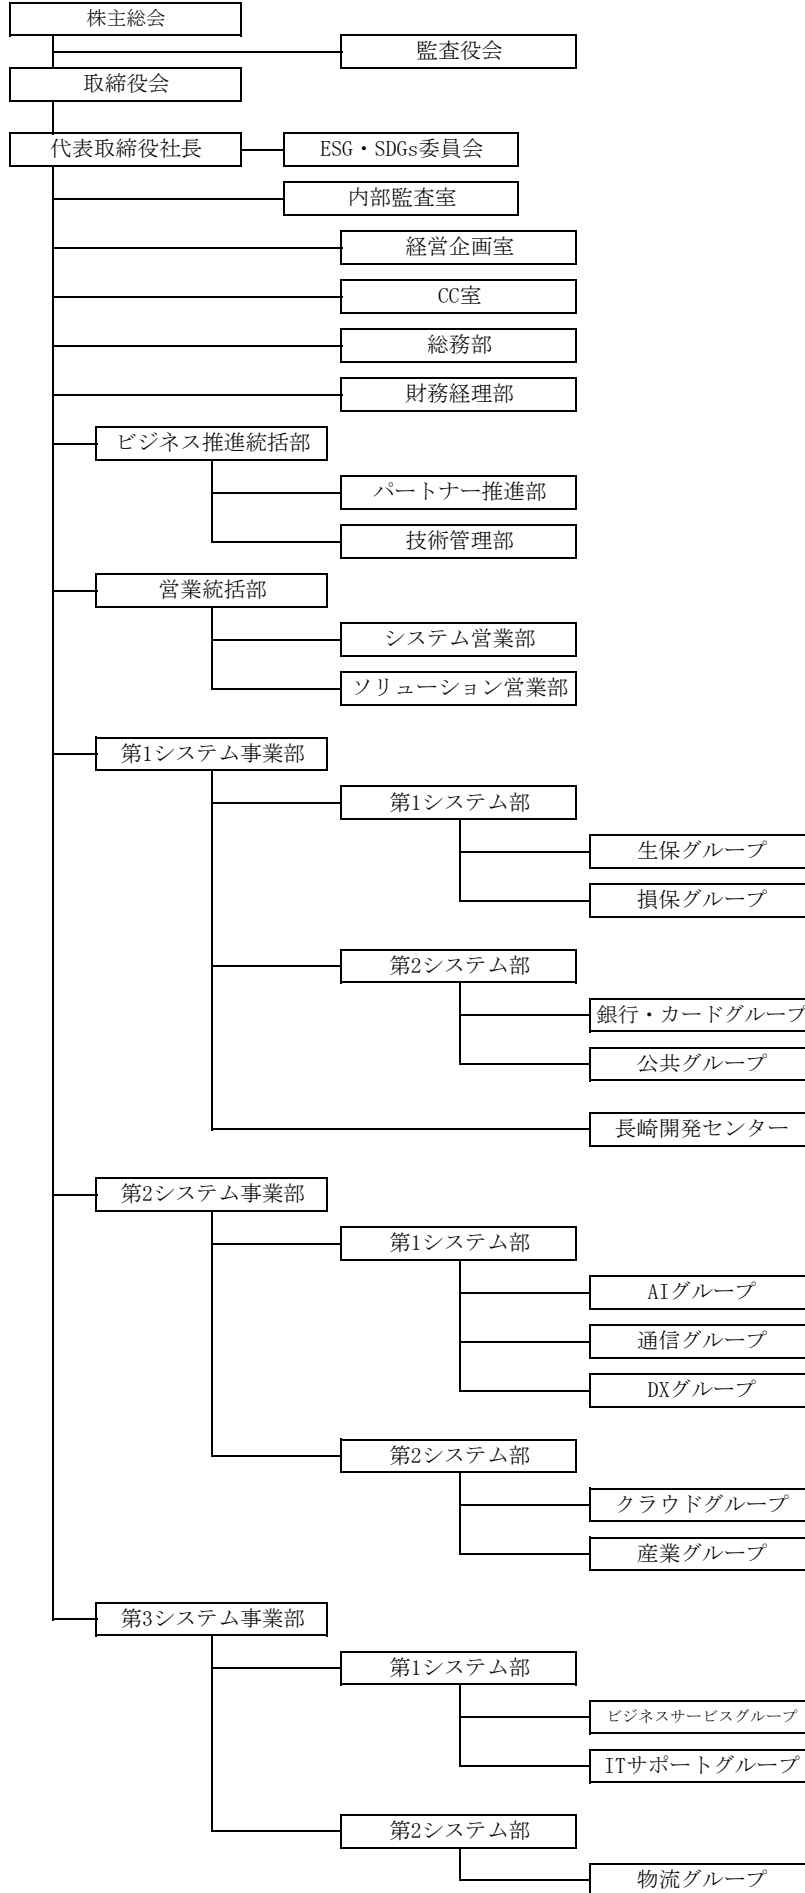 株主総会
監査役会
取締役会
代表取締役社長
ESG・SDGs委員会
内部監査室
経営企画室
CC室
総務部
財務経理部
ビジネス推進統括部
パートナー推進部
技術管理部
営業統括部
システム営業部
ソリューション営業部
第1システム事業部
第1システム部
生保グループ
損保グループ
第2システム部
銀行・カードグループ
公共グループ
長崎開発センター
第2システム事業部
第1システム部
AIグループ
通信グループ
DXグループ
第2システム部
クラウドグループ
産業グループ
第3システム事業部
第1システム部
ビジネスサービスグループ
ITサポートグループ
第2システム部
物流グループ